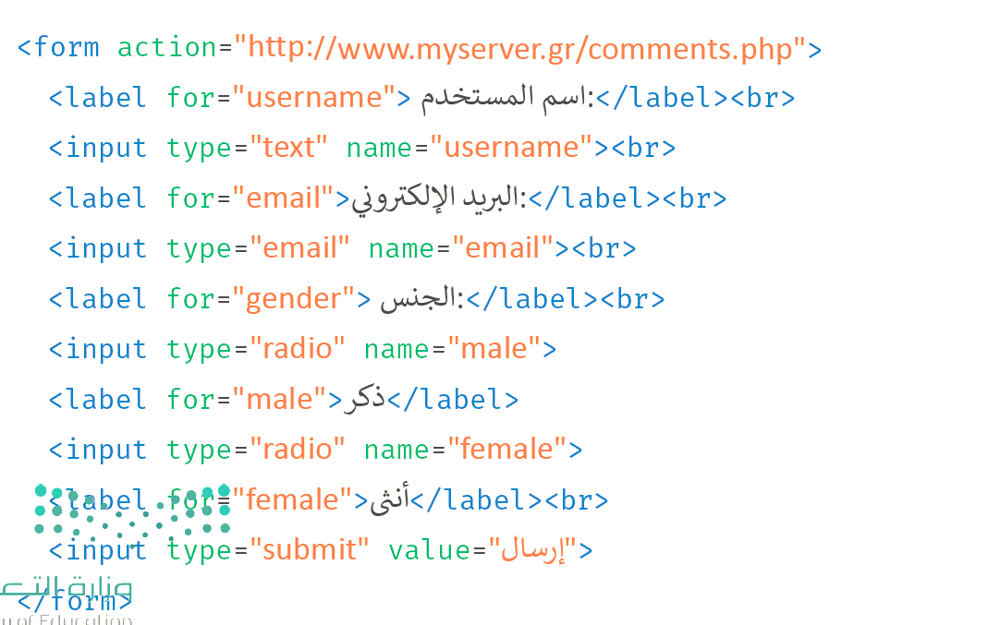 <form action="http://www.myserver.gr/comments.php">
<label for="username"> اسم المستخدم:</label><br>
<input type="text" name="username"><br>
<label for="email">البريد الإلكتروني:</label><br>
<input type="email" name="email"><br>
<label for="gender"> الجنس:</label><br>
<input type="radio" name="male">
<label for="male">ذكر</label>
<input type="radio" name="female">
<label for="female">أنثى</label><br>
<input type="submit" value="إرسال">
</form>
وزارة
of Education